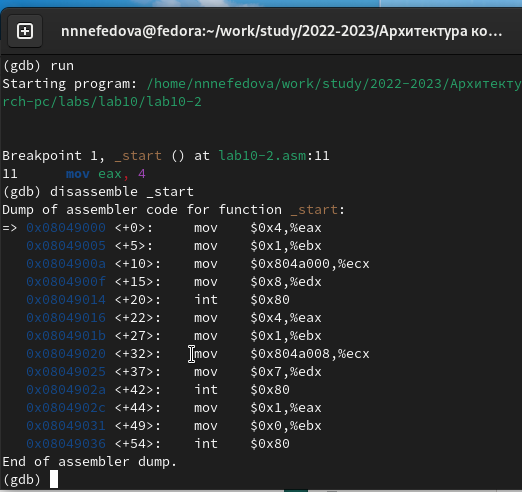 nnnefedova@fedora:~/work/study/2022-2023/Архитектура ко...
(gdb) run
Starting program: /home/nnnefedova/work/study/2022-2023/Архитекту
rch-pc/labs/lab10/lab10-2
Breakpoint 1, _start () at lab10-2.asm:11
11      mov eax, 4
(gdb) disassemble _start
Dump of assembler code for function _start:
=> 0x08049000 <+0>:     mov    $0x4,%eax
   0x08049005 <+5>:     mov    $0x1,%ebx
   0x0804900a <+10>:    mov    $0x804a000,%ecx
   0x0804900f <+15>:    mov    $0x8,%edx
   0x08049014 <+20>:    int    $0x80
   0x08049016 <+22>:    mov    $0x4,%eax
   0x0804901b <+27>:    mov    $0x1,%ebx
   0x08049020 <+32>:    mov    $0x804a008,%ecx
   0x08049025 <+37>:    mov    $0x7,%edx
   0x0804902a <+42>:    int    $0x80
   0x0804902c <+44>:    mov    $0x1,%eax
   0x08049031 <+49>:    mov    $0x0,%ebx
   0x08049036 <+54>:    int    $0x80
End of assembler dump.
(gdb)